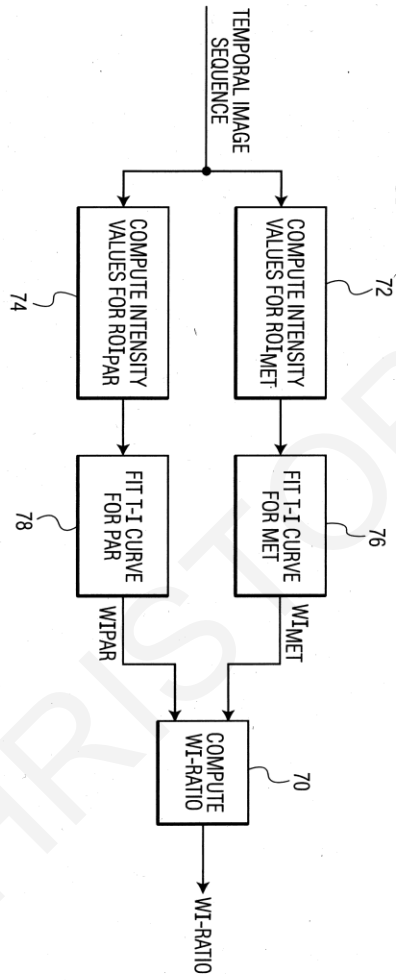 TEMPORAL IMAGE
SEQUENCE
72
COMPUTE INTENSITY
VALUES FOR ROIMET
76
FIT T-I CURVE
FOR MET
WIMET
74
COMPUTE INTENSITY
VALUES FOR ROIPAR
78
FIT T-I CURVE
FOR PAR
WIPAR
70
COMPUTE
WI-RATIO
WI-RATIO